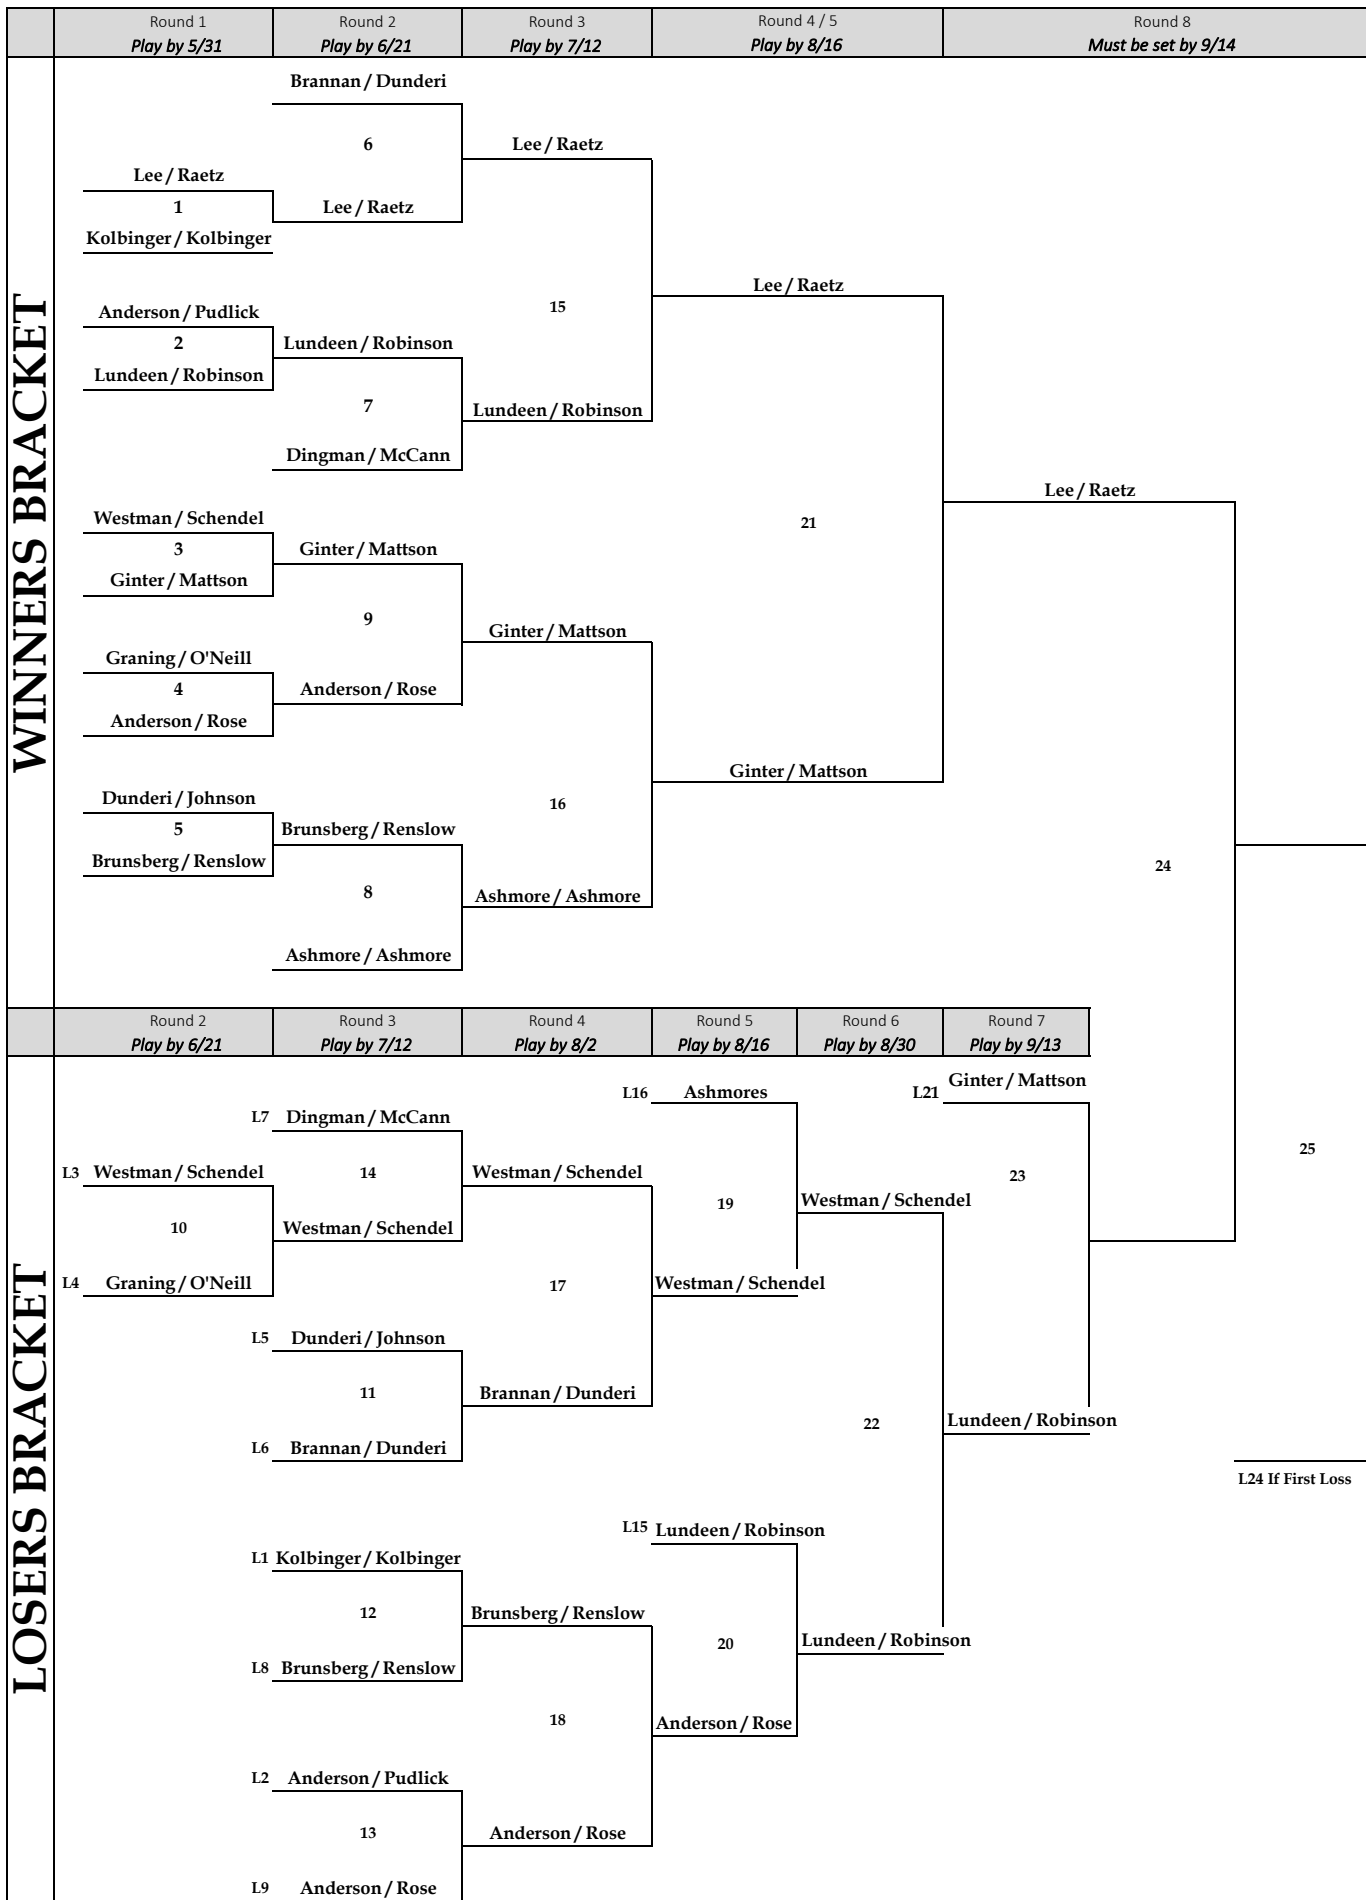 Round 1 Round 2 Round 3 Round 4 / 5 Round 8
Play by 5/31 Play by 6/21 Play by 7/12 Play by 8/16 Must be set by 9/14
WINNERS BRACKET
Brannan / Dunderi
6 Lee / Raetz
Lee / Raetz
1 Lee / Raetz
Kolbinger / Kolbinger
Lee / Raetz
15
Anderson / Pudlick
2 Lundeen / Robinson
Lundeen / Robinson
7 Lundeen / Robinson
Dingman / McCann
Lee / Raetz
Westman / Schendel 21
3 Ginter / Mattson
Ginter / Mattson
9 Ginter / Mattson
Graning / O'Neill
4 Anderson / Rose
Anderson / Rose
Ginter / Mattson
Dunderi / Johnson 16
5 Brunsberg / Renslow
Brunsberg / Renslow 24
8 Ashmore / Ashmore
Ashmore / Ashmore
Round 2 Round 3 Round 4 Round 5 Round 6 Round 7
Play by 6/21 Play by 7/12 Play by 8/2 Play by 8/16 Play by 8/30 Play by 9/13
LOSERS BRACKET
L16 Ashmores L21 Ginter / Mattson
L7 Dingman / McCann
25
L3 Westman / Schendel 14 Westman / Schendel 23
19 Westman / Schendel
10 Westman / Schendel
L4 Graning / O'Neill 17 Westman / Schendel
L5 Dunderi / Johnson
11 Brannan / Dunderi
22 Lundeen / Robinson
L6 Brannan / Dunderi
L24 If First Loss
L15 Lundeen / Robinson
L1 Kolbinger / Kolbinger
12 Brunsberg / Renslow
20 Lundeen / Robinson
L8 Brunsberg / Renslow
18 Anderson / Rose
L2 Anderson / Pudlick
13 Anderson / Rose
L9 Anderson / Rose